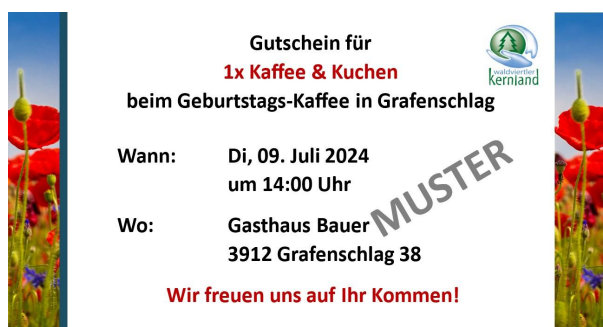 Gutschein für
1x Kaffee & Kuchen
beim Geburtstags-Kaffee in Grafenschlag
waldviertler
Kernland
Wann: Di, 09. Juli 2024
um 14:00 Uhr
Wo: Gasthaus Bauer
3912 Grafenschlag 38
MUSTER
Wir freuen uns auf Ihr Kommen!